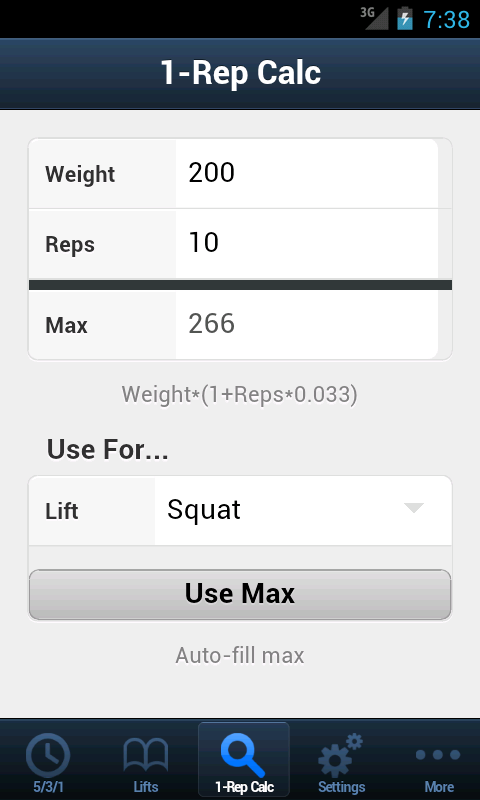 3G 7:38
1-Rep Calc
Weight 200
Reps 10
Max 266
Weight*(1+Reps*0.033)
Use For...
Lift Squat
Use Max
Auto-fill max
5/3/1 Lifts 1-Rep Calc Settings More